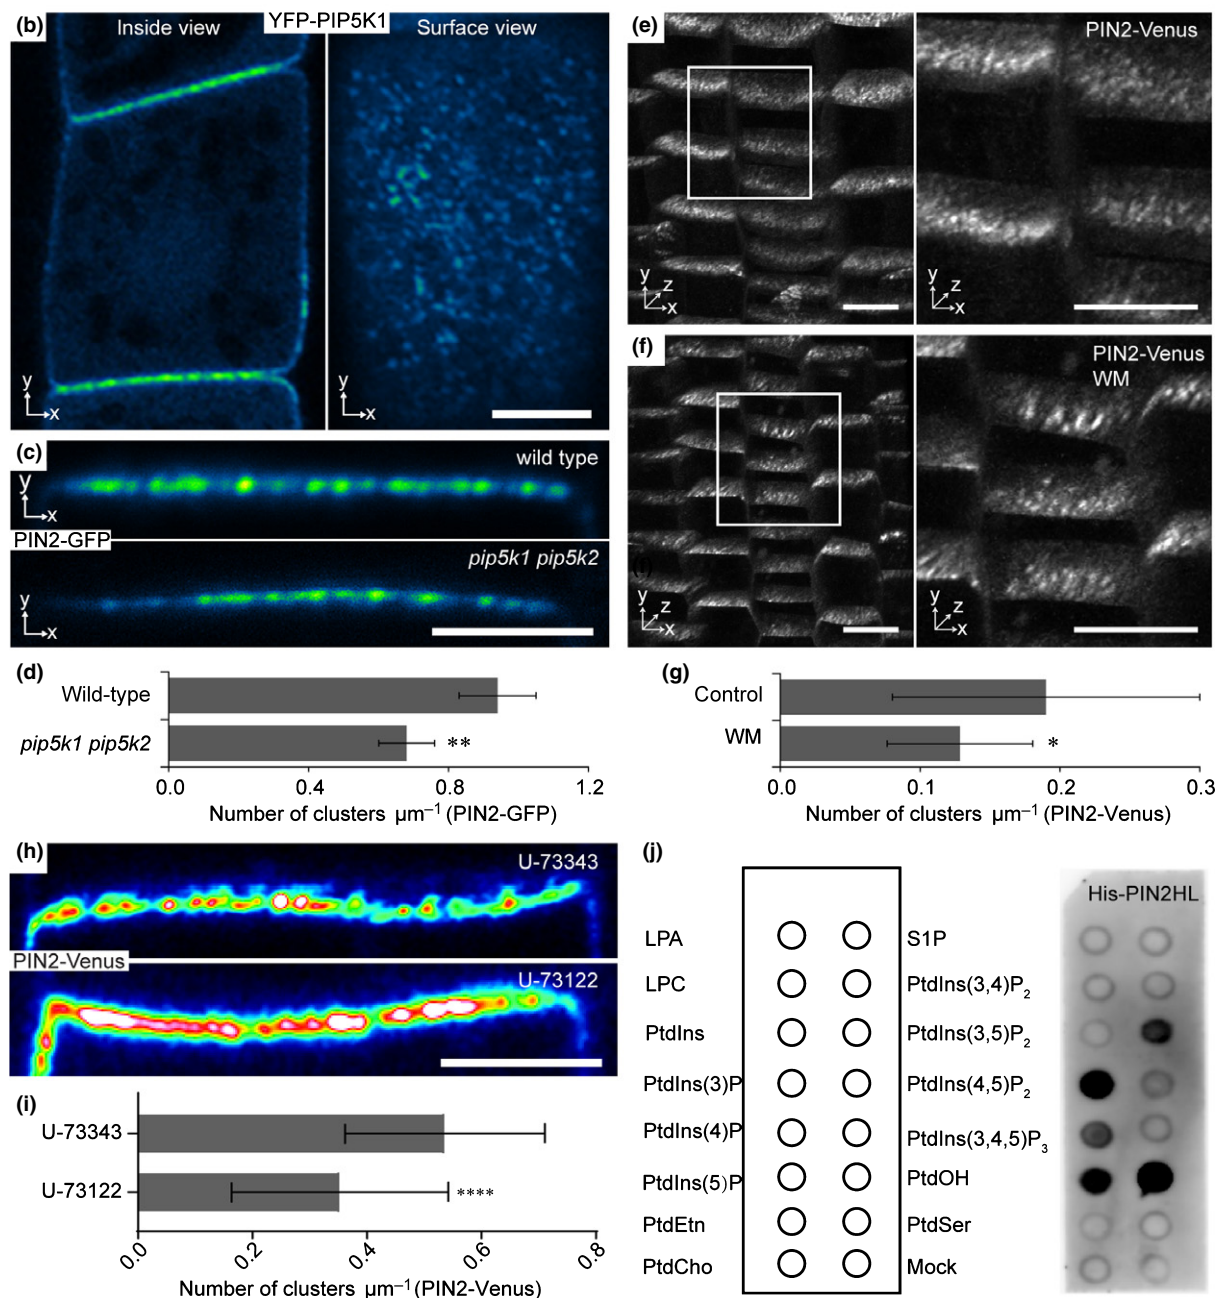 (b)
YFP-PIP5K1
Inside view
Surface view
y
x
y
x
(c)
wild type
y
x
PIN2-GFP
pip5k1 pip5k2
y
x
(d)
Wild-type
pip5k1 pip5k2
**
0.0 0.4 0.8 1.2
Number of clusters µm⁻¹ (PIN2-GFP)
(e)
PIN2-Venus
y
z
x
y
z
x
(f)
PIN2-Venus
WM
y
z
x
y
z
x
(g)
Control
WM
*
0.0 0.1 0.2 0.3
Number of clusters µm⁻¹ (PIN2-Venus)
(h)
U-73343
PIN2-Venus
U-73122
(i)
U-73343
U-73122
****
0.0 0.2 0.4 0.6 0.8
Number of clusters µm⁻¹ (PIN2-Venus)
(j)
His-PIN2HL
LPA S1P
LPC PtdIns(3,4)P₂
PtdIns PtdIns(3,5)P₂
PtdIns(3)P PtdIns(4,5)P₂
PtdIns(4)P PtdIns(3,4,5)P₃
PtdIns(5)P PtdOH
PtdEtn PtdSer
PtdCho Mock